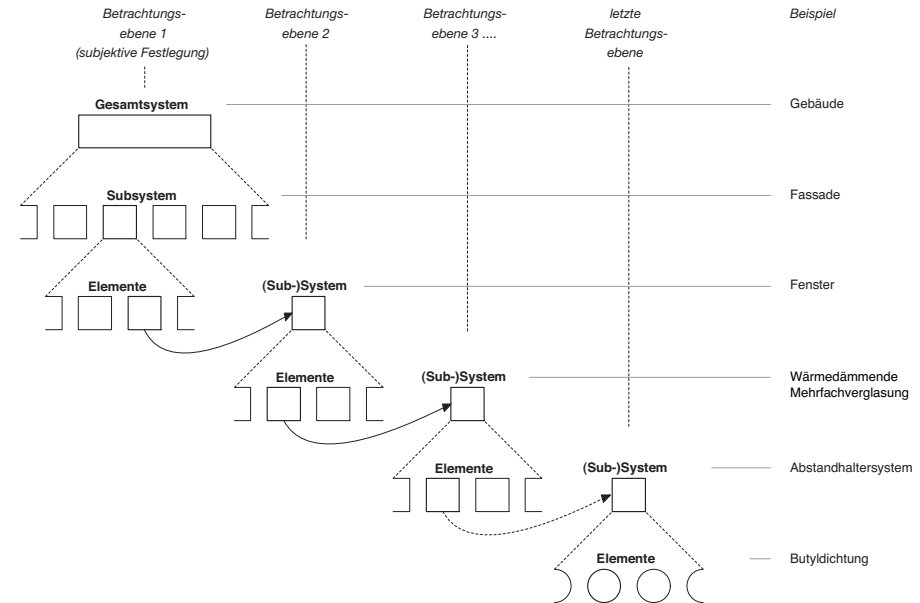 Betrachtungs-
ebene 1
(subjektive Festlegung)
Betrachtungs-
ebene 2
Betrachtungs-
ebene 3 ....
letzte
Betrachtungs-
ebene
Beispiel
Gesamtsystem
Gebäude
Subsystem
Fassade
Elemente
(Sub-)System
Fenster
Elemente
(Sub-)System
Wärmedämmende
Mehrfachverglasung
Elemente
(Sub-)System
Abstandhaltersystem
Elemente
Butyldichtung